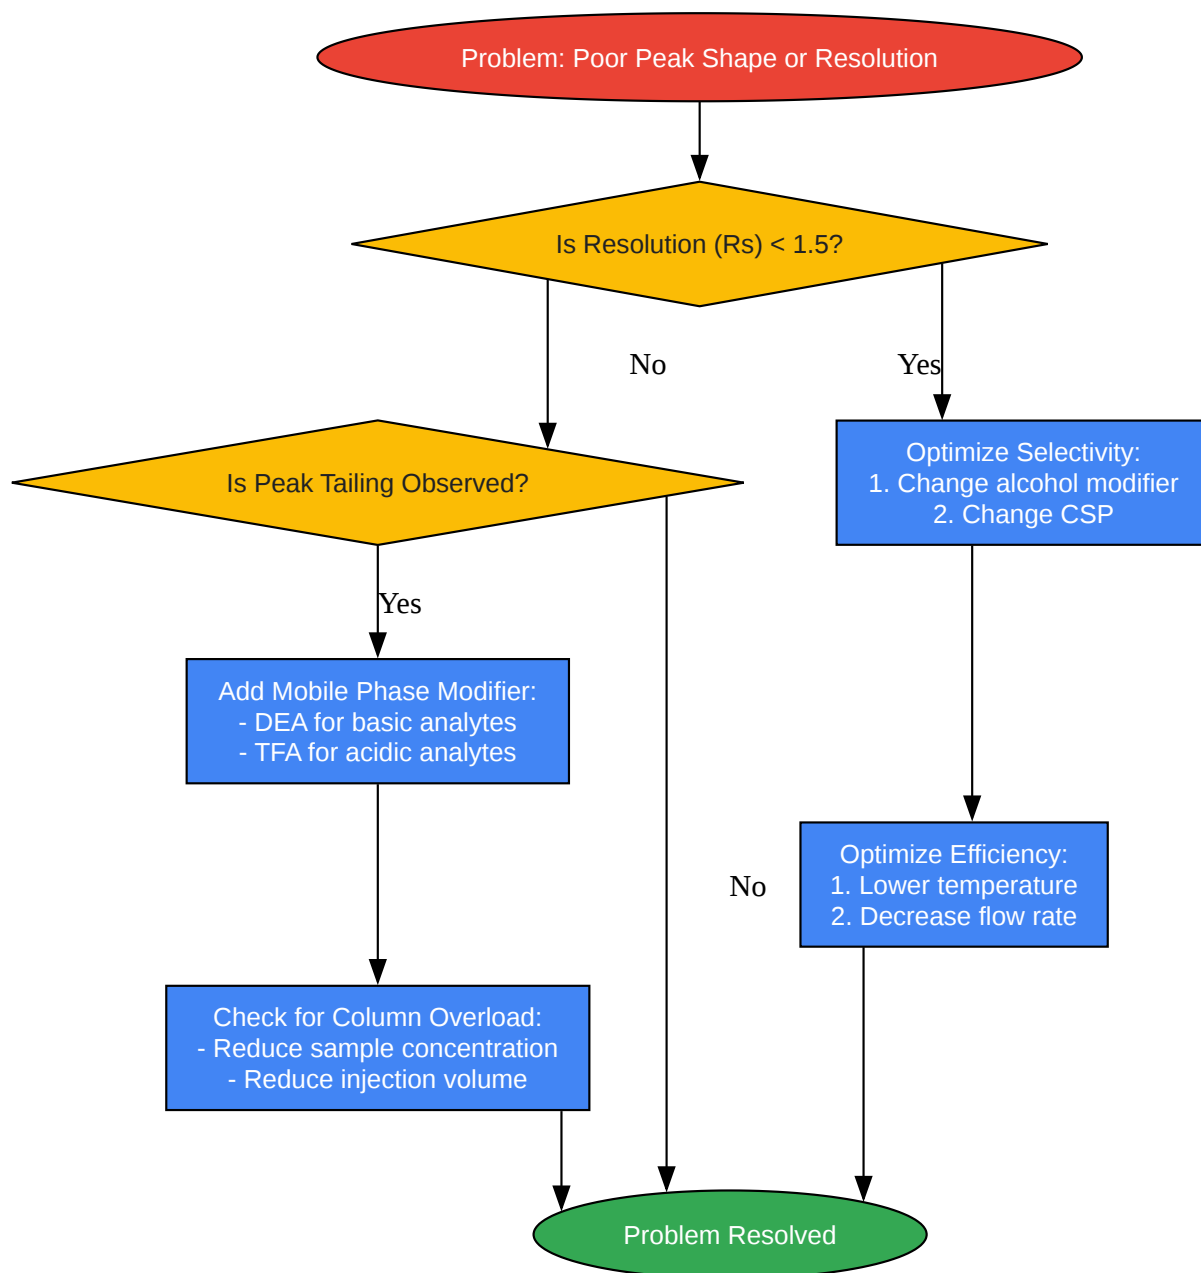 Problem: Poor Peak Shape or Resolution
Is Resolution (Rs) < 1.5?
No
Yes
Is Peak Tailing Observed?
Optimize Selectivity:
1. Change alcohol modifier
2. Change CSP
Yes
Add Mobile Phase Modifier:
- DEA for basic analytes
- TFA for acidic analytes
No
Optimize Efficiency:
1. Lower temperature
2. Decrease flow rate
Check for Column Overload:
- Reduce sample concentration
- Reduce injection volume
Problem Resolved